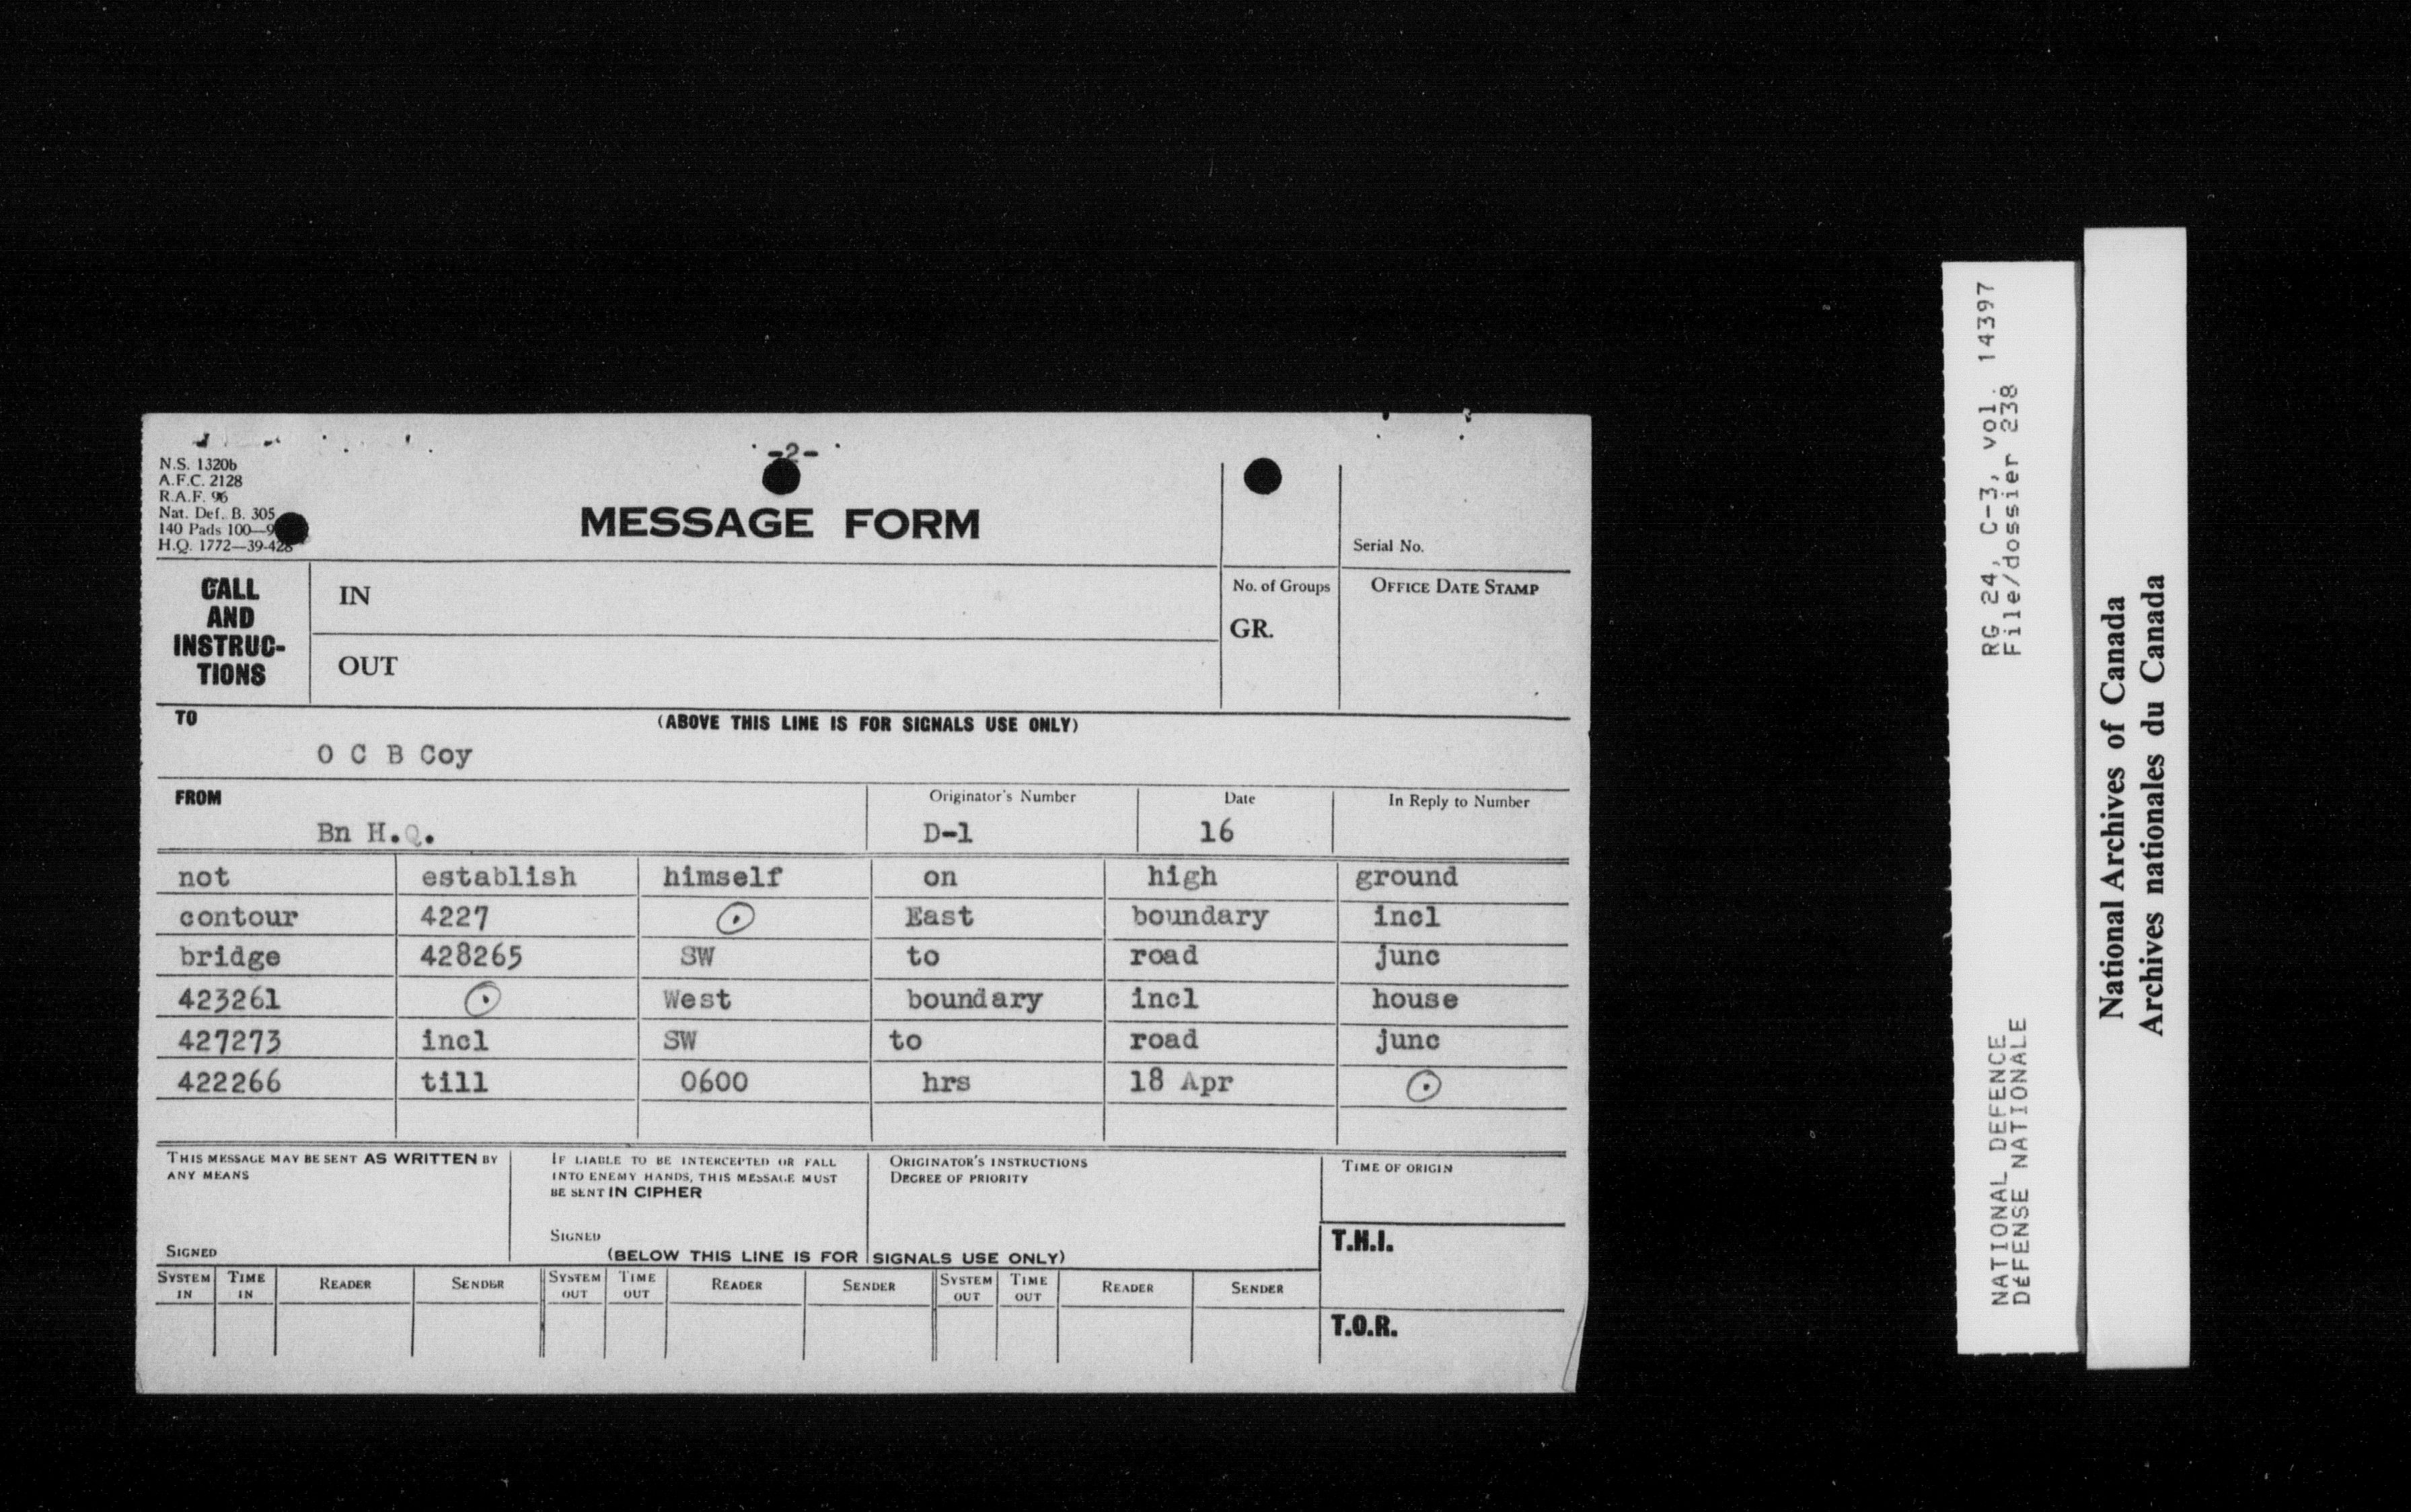 -2-
N.S. 1320b
A.F.C. 2128
R.A.F. 96
Nat. Def. B. 305
140 Pads 100—9
H.Q. 1772—39-428
MESSAGE FORM
Serial No.
CALL AND INSTRUC-TIONS
IN
OUT
No. of Groups
GR.
OFFICE DATE STAMP
TO
(ABOVE THIS LINE IS FOR SIGNALS USE ONLY)
O C B Coy
FROM
Originator's Number
Date
In Reply to Number
Bn H.Q.
D-1
16
not establish himself on high ground
contour 4227 ⊙ East boundary incl
bridge 428265 SW to road junc
423261 ⊙ West boundary incl house
427273 incl SW to road junc
422266 till 0600 hrs 18 Apr ⊙
THIS MESSAGE MAY BE SENT AS WRITTEN BY
ANY MEANS
SIGNED
IF LIABLE TO BE INTERCEPTED OR FALL
INTO ENEMY HANDS, THIS MESSAGE MUST
BE SENT IN CIPHER
SIGNED
ORIGINATOR'S INSTRUCTIONS
DEGREE OF PRIORITY
TIME OF ORIGIN
T.H.I.
(BELOW THIS LINE IS FOR SIGNALS USE ONLY)
SYSTEM IN TIME IN READER SENDER SYSTEM OUT TIME OUT READER SENDER SYSTEM OUT TIME OUT READER SENDER
T.O.R.
RG 24, C-3, vol. 14397
File/dossier 238
NATIONAL DEFENCE
DÉFENSE NATIONALE
National Archives of Canada
Archives nationales du Canada